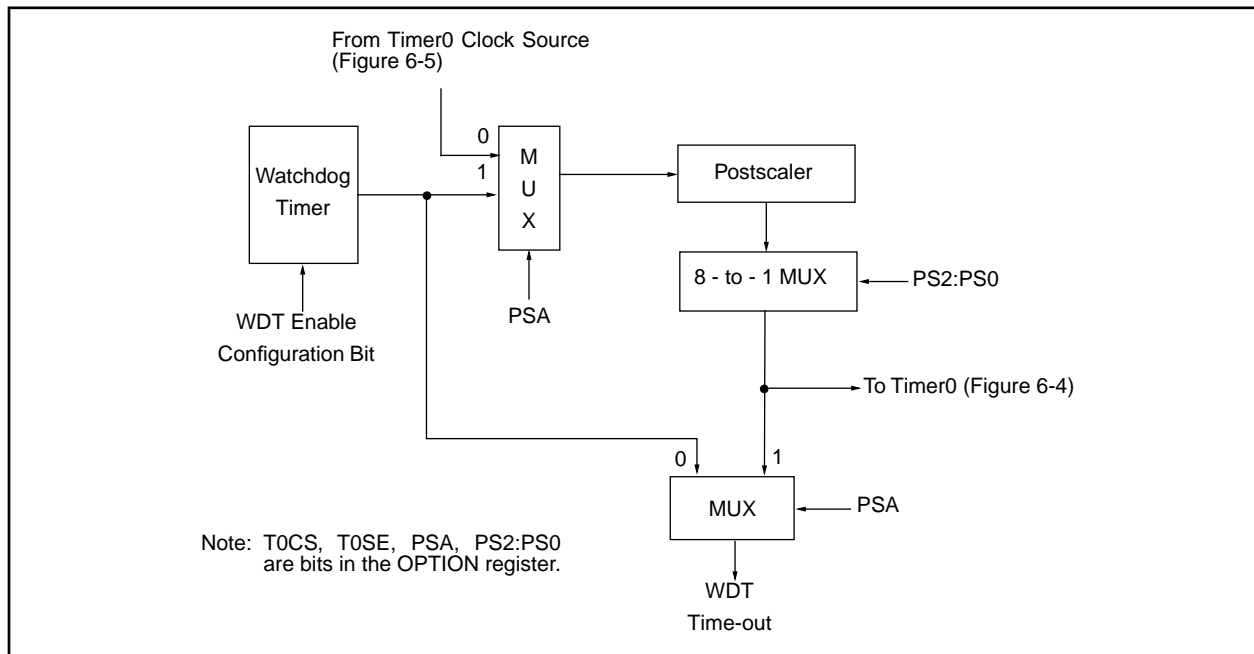 From Timer0 Clock Source
(Figure 6-5)
0
1
M
U
X
Watchdog
Timer
Postscaler
8 - to - 1 MUX
PS2:PS0
PSA
WDT Enable
Configuration Bit
To Timer0 (Figure 6-4)
0
1
MUX
PSA
Note: T0CS, T0SE, PSA, PS2:PS0
are bits in the OPTION register.
WDT
Time-out